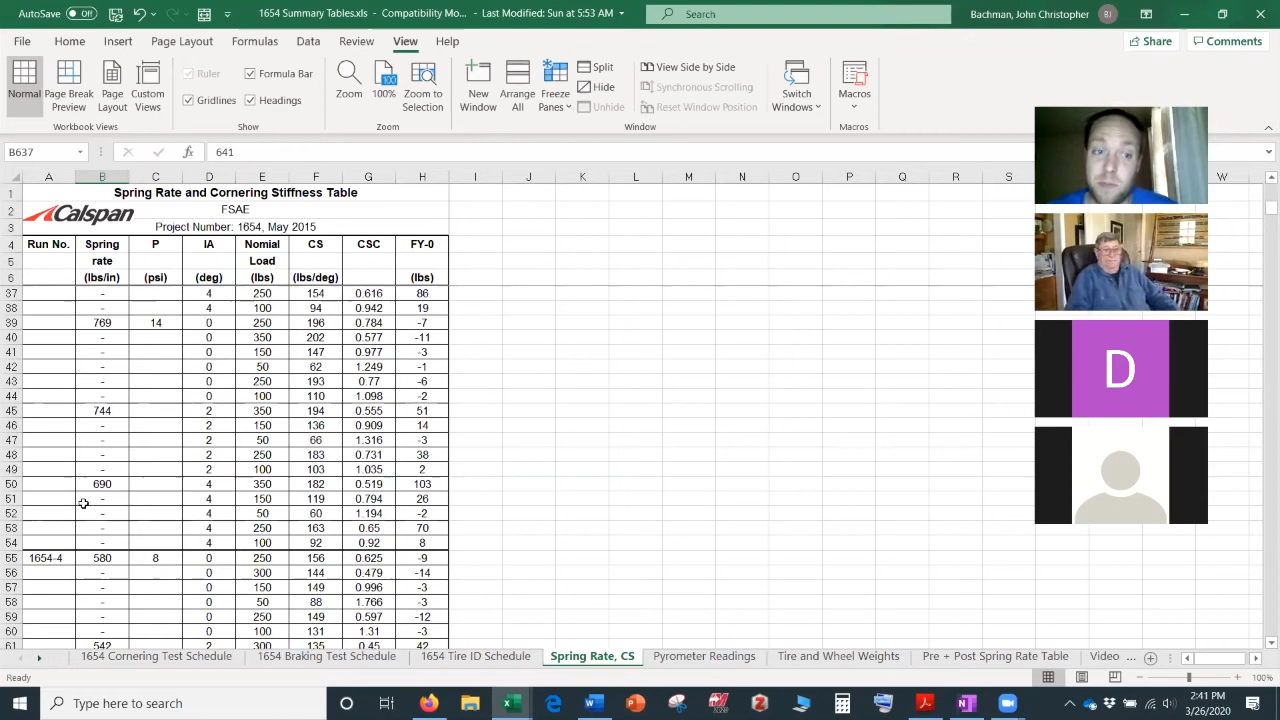 AutoSave Off 1654 Summary Tables.xls - Compatibility Mo... - Last Modified: Sun at 5:53 AM Search Bachman, John Christopher BJ
File Home Insert Page Layout Formulas Data Review View Help Share Comments
Normal Page Break Preview Page Layout Custom Views Ruler Formula Bar Gridlines Headings Zoom 100% Zoom to Selection New Window Arrange All Freeze Panes Split Hide Unhide View Side by Side Synchronous Scrolling Reset Window Position Switch Windows Macros
Workbook Views Show Zoom Window Macros
B637 fx 641
A B C D E F G H I J K L M N O P Q R S W
1 Spring Rate and Cornering Stiffness Table
2 Calspan FSAE
3 Project Number: 1654, May 2015
4 Run No. Spring P IA Nomial CS CSC FY-0
5 rate Load
6 (lbs/in) (psi) (deg) (lbs) (lbs/deg) (lbs)
37 - 4 250 154 0.616 86
38 - 4 100 94 0.942 19
39 769 14 0 250 196 0.784 -7
40 - 0 350 202 0.577 -11
41 - 0 150 147 0.977 -3
42 - 0 50 62 1.249 -1
43 - 0 250 193 0.77 -6
44 - 0 100 110 1.098 -2
45 744 2 350 194 0.555 51
46 - 2 150 136 0.909 14
47 - 2 50 66 1.316 -3
48 - 2 250 183 0.731 38
49 - 2 100 103 1.035 2
50 690 4 350 182 0.519 103
51 - 4 150 119 0.794 26
52 - 4 50 60 1.194 -2
53 - 4 250 163 0.65 70
54 - 4 100 92 0.92 8
55 1654-4 580 8 0 250 156 0.625 -9
56 - 0 300 144 0.479 -14
57 - 0 150 149 0.996 -3
58 - 0 50 88 1.766 -3
59 - 0 250 149 0.597 -12
60 - 0 100 131 1.31 -3
61 542 2 300 135 0.45 42
D
1654 Cornering Test Schedule 1654 Braking Test Schedule 1654 Tire ID Schedule Spring Rate, CS Pyrometer Readings Tire and Wheel Weights Pre + Post Spring Rate Table Video ...
Ready 100%
Type here to search 2:41 PM
3/26/2020